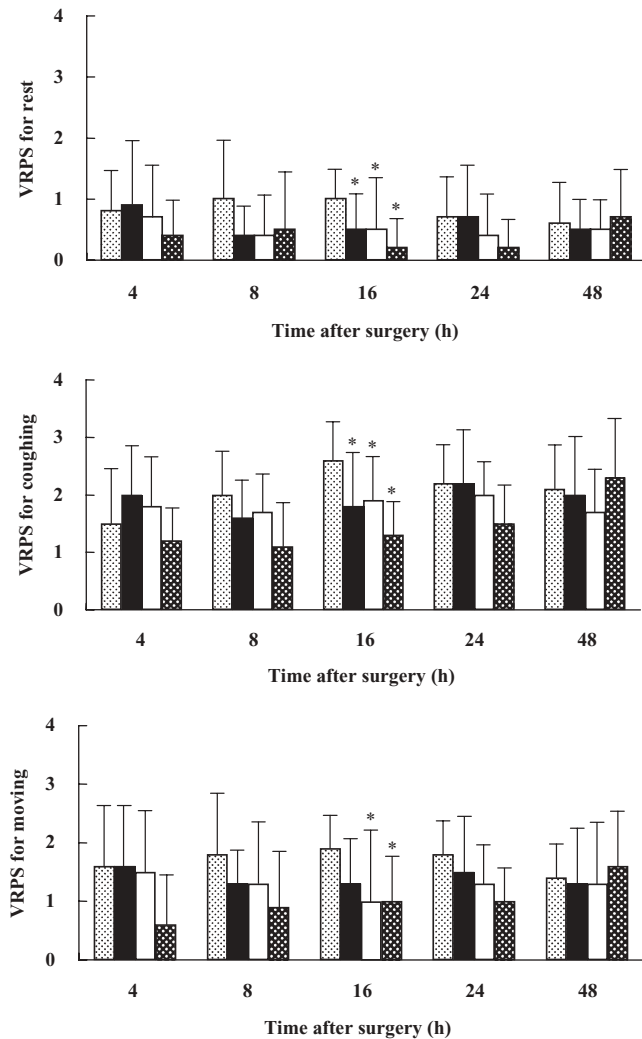 4
3
2
1
0
VRPS for rest
*
*
*
4 8 16 24 48
Time after surgery (h)
4
3
2
1
0
VRPS for coughing
*
*
*
4 8 16 24 48
Time after surgery (h)
4
3
2
1
0
VRPS for moving
*
*
4 8 16 24 48
Time after surgery (h)